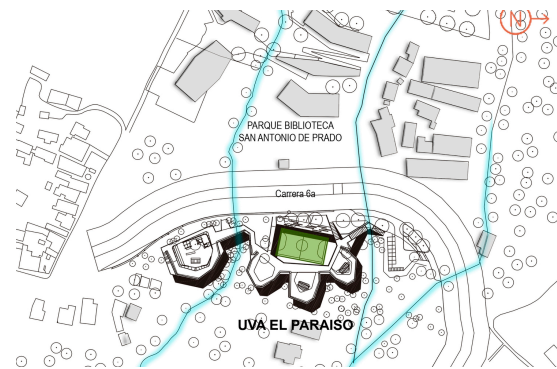 N
PARQUE BIBLIOTECA
SAN ANTONIO DE PRADO
Carrera 6a
UVA EL PARAISO